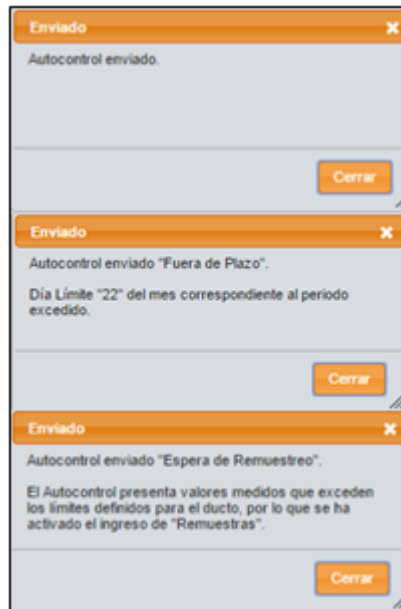 Enviado
Autocontrol enviado.
Cerrar
Enviado
Autocontrol enviado "Fuera de Plazo".
Día Límite "22" del mes correspondiente al periodo
excedido.
Cerrar
Enviado
Autocontrol enviado "Espera de Remuestreo".
El Autocontrol presenta valores medidos que exceden
los límites definidos para el ducto, por lo que se ha
activado el ingreso de "Remuestras".
Cerrar